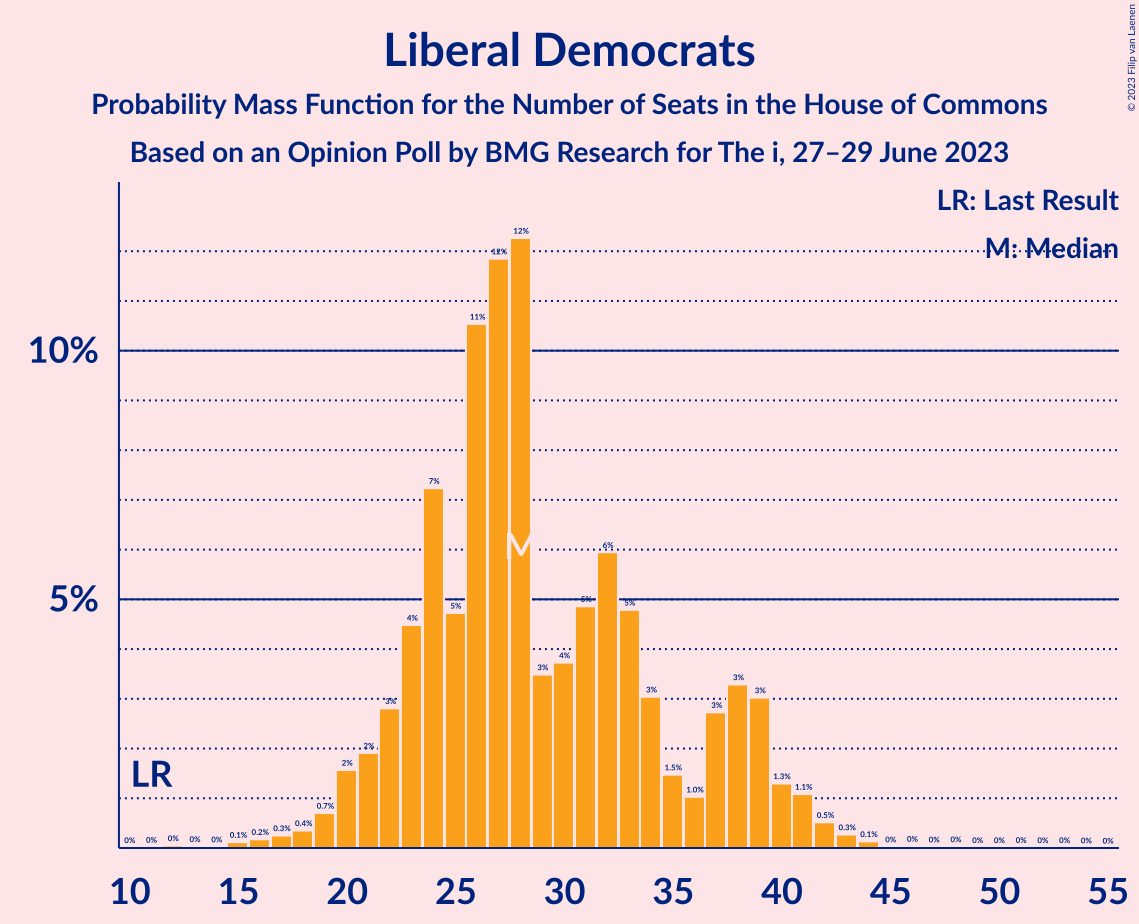 Liberal Democrats
Probability Mass Function for the Number of Seats in the House of Commons
Based on an Opinion Poll by BMG Research for The i, 27–29 June 2023
© 2023 Filip van Laenen
LR: Last Result
M: Median
10%
5%
0% 0% 0% 0% 0% 0.1% 0.2% 0.3% 0.4% 0.7% 2% 2% 3% 4% 7% 5% 11% 12% 12% 3% 4% 5% 6% 5% 3% 1.5% 1.0% 3% 3% 3% 1.3% 1.1% 0.5% 0.3% 0.1% 0% 0% 0% 0% 0% 0% 0% 0% 0% 0% 0%
M
LR
10 15 20 25 30 35 40 45 50 55